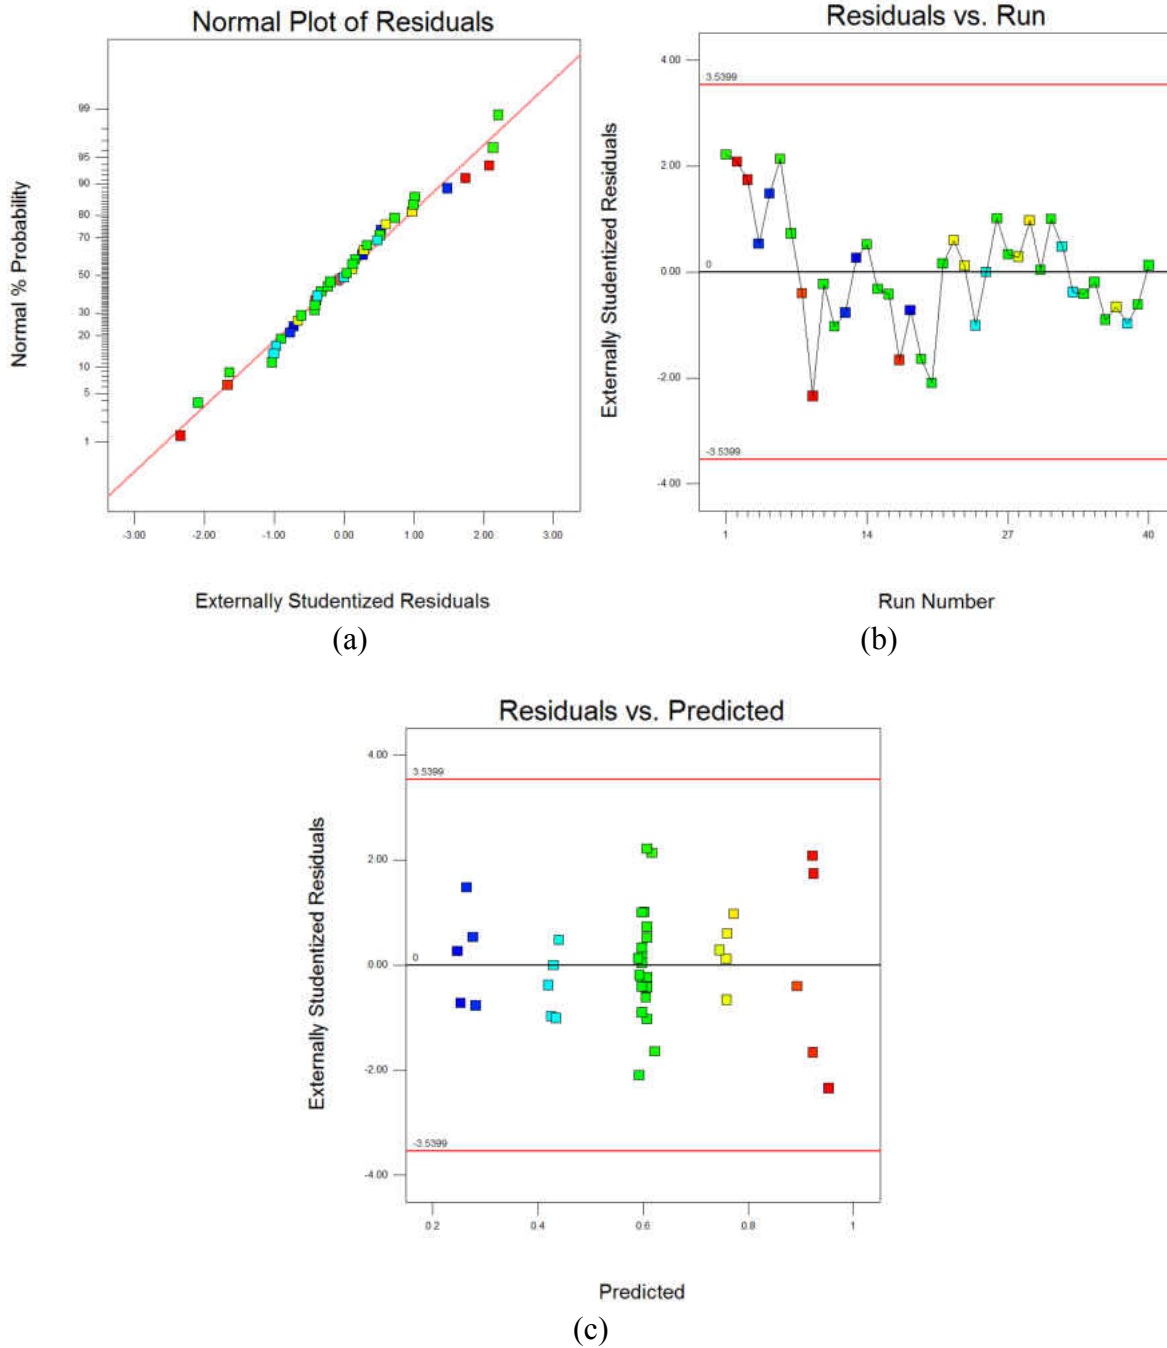 Normal Plot of Residuals
Normal % Probability
99
95
90
80
70
50
30
20
10
5
1
-3.00 -2.00 -1.00 0.00 1.00 2.00 3.00
Externally Studentized Residuals
(a)
Residuals vs. Run
Externally Studentized Residuals
4.00
3.5399
2.00
0
0.00
-2.00
-3.5399
-4.00
1 14 27 40
Run Number
(b)
Residuals vs. Predicted
Externally Studentized Residuals
4.00
3.5399
2.00
0
0.00
-2.00
-3.5399
-4.00
0.2 0.4 0.6 0.8 1
Predicted
(c)